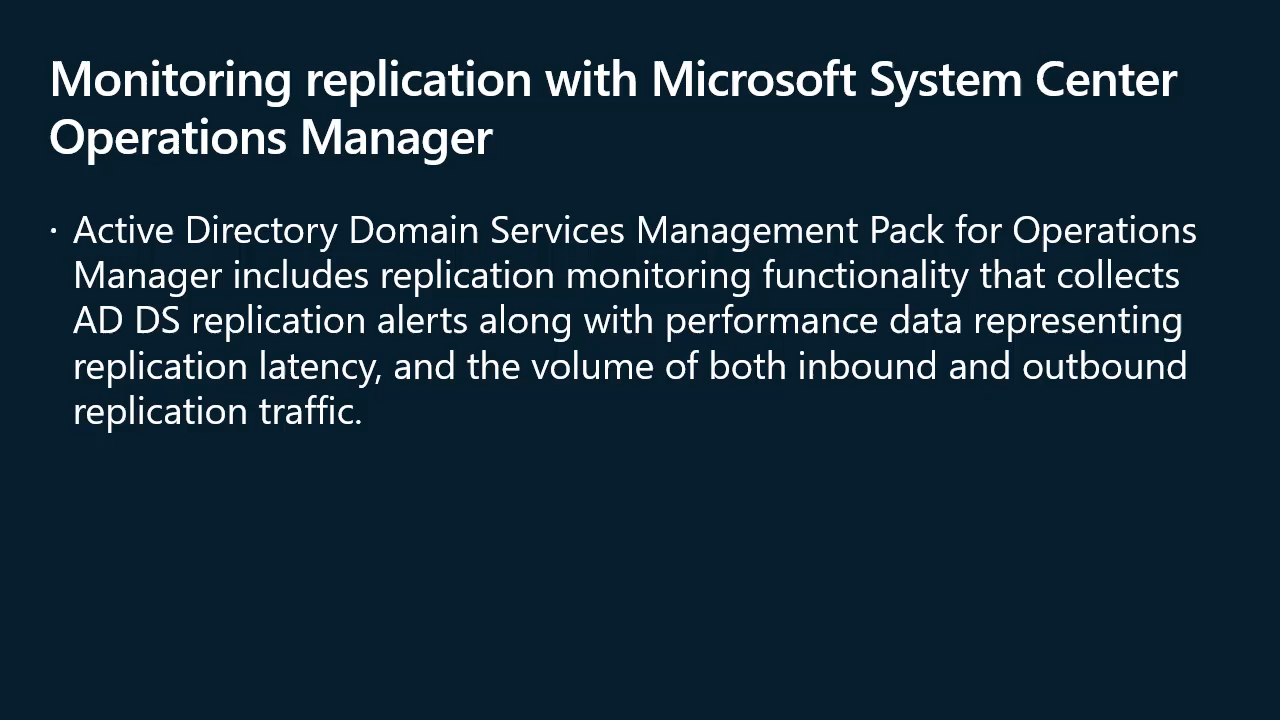 Monitoring replication with Microsoft System Center
Operations Manager
· Active Directory Domain Services Management Pack for Operations
Manager includes replication monitoring functionality that collects
AD DS replication alerts along with performance data representing
replication latency, and the volume of both inbound and outbound
replication traffic.